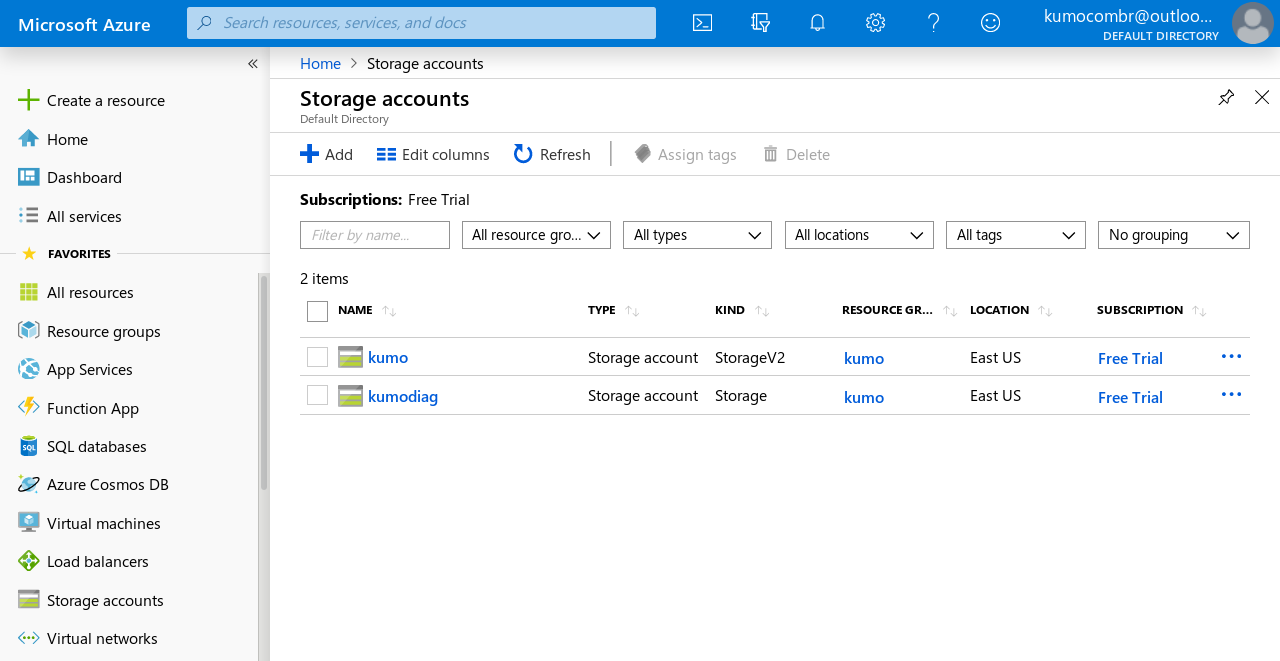 Microsoft Azure
Search resources, services, and docs
kumocombr@outloo...
DEFAULT DIRECTORY
Create a resource
Home
Dashboard
All services
FAVORITES
All resources
Resource groups
App Services
Function App
SQL databases
Azure Cosmos DB
Virtual machines
Load balancers
Storage accounts
Virtual networks
Home Storage accounts
Storage accounts
Default Directory
Add Edit columns Refresh Assign tags Delete
Subscriptions: Free Trial
Filter by name... All resource gro... All types All locations All tags No grouping
2 items
NAME TYPE KIND RESOURCE GR... LOCATION SUBSCRIPTION
kumo Storage account StorageV2 kumo East US Free Trial
kumodiag Storage account Storage kumo East US Free Trial